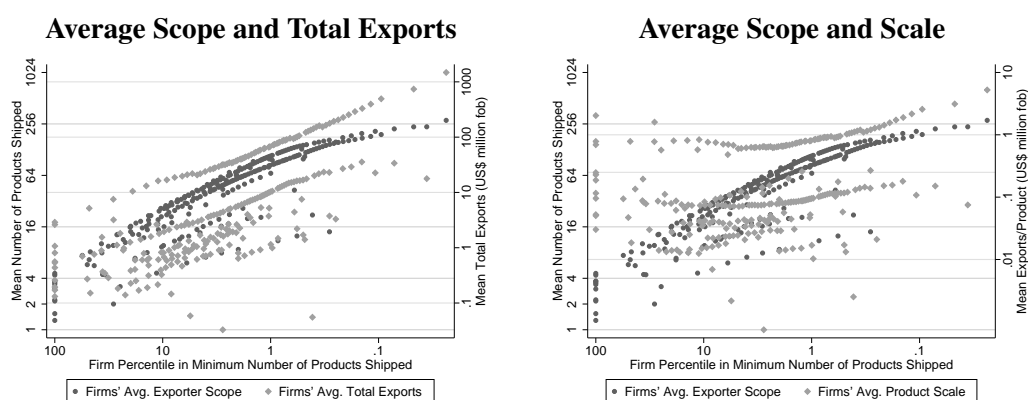 Average Scope and Total Exports
Mean Number of Products Shipped
1024
256
64
16
4
2
1
1000
100
10
1
.1
Mean Total Exports (US$ million fob)
100
10
1
.1
Firm Percentile in Minimum Number of Products Shipped
Firms' Avg. Exporter Scope
Firms' Avg. Total Exports
Average Scope and Scale
Mean Number of Products Shipped
1024
256
64
16
4
2
1
10
1
.1
.01
Mean Exports/Product (US$ million fob)
100
10
1
.1
Firm Percentile in Minimum Number of Products Shipped
Firms' Avg. Exporter Scope
Firms' Avg. Product Scale